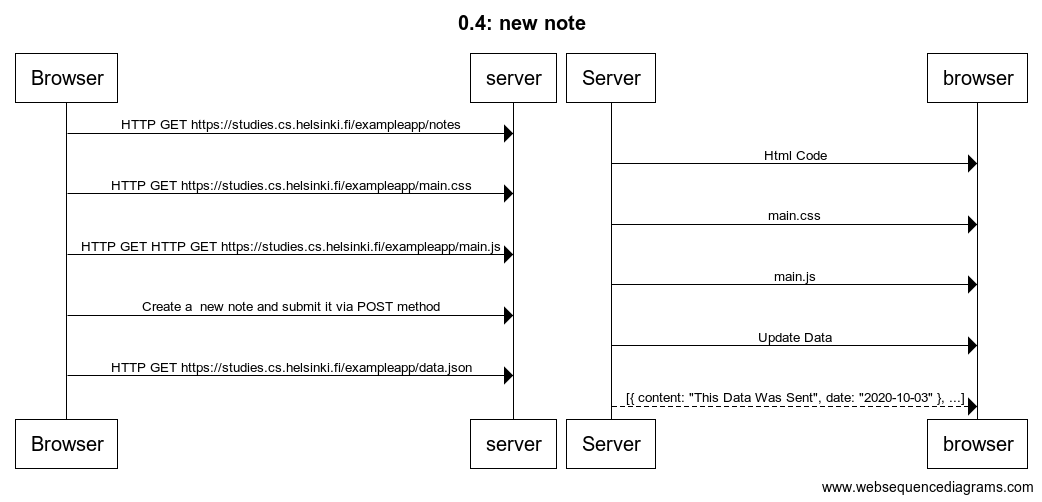 0.4: new note
Browser
server
Server
browser
HTTP GET https://studies.cs.helsinki.fi/exampleapp/notes
Html Code
HTTP GET https://studies.cs.helsinki.fi/exampleapp/main.css
main.css
HTTP GET HTTP GET https://studies.cs.helsinki.fi/exampleapp/main.js
main.js
Create a  new note and submit it via POST method
Update Data
HTTP GET https://studies.cs.helsinki.fi/exampleapp/data.json
[{ content: "This Data Was Sent", date: "2020-10-03" }, ...]
Browser
server
Server
browser
www.websequencediagrams.com